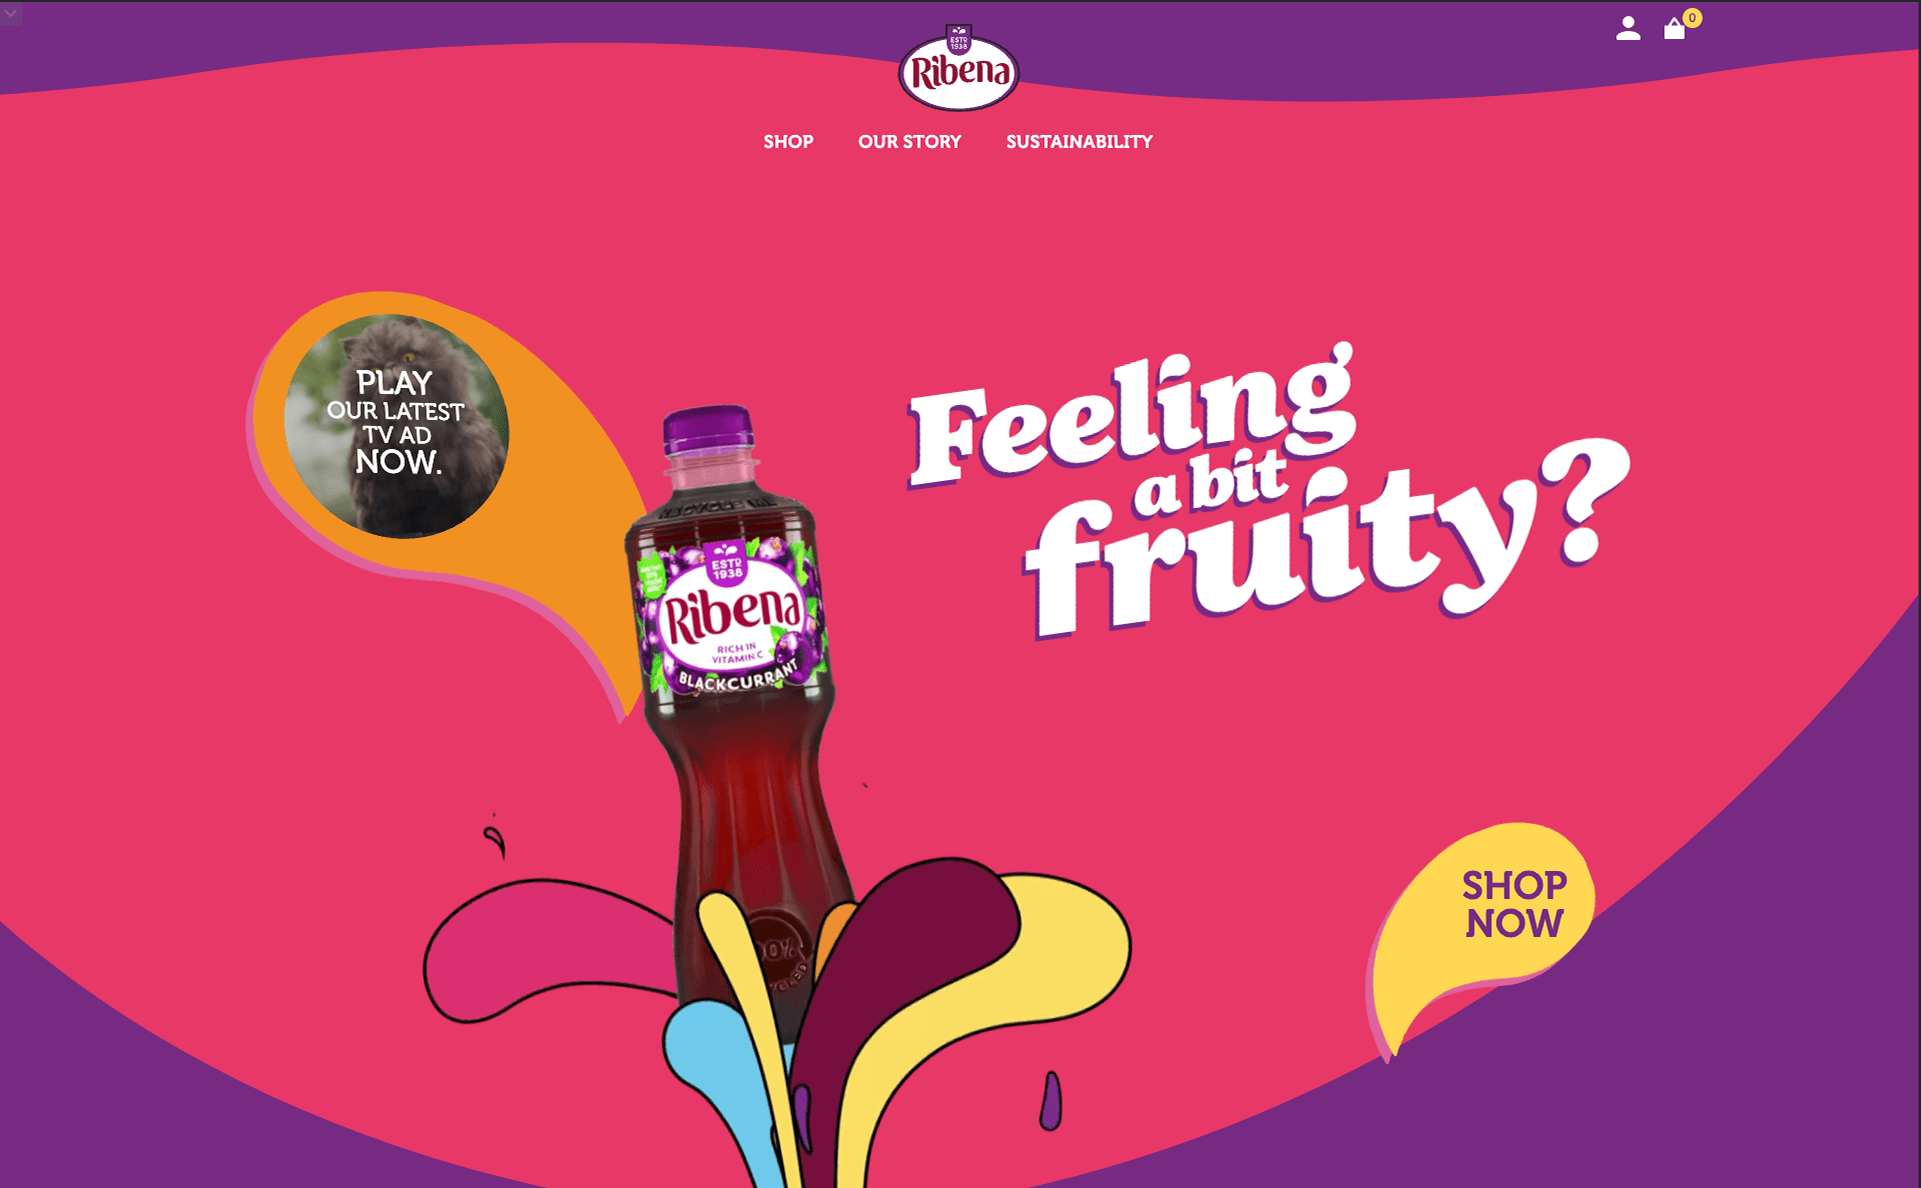 0
ESTD
1938
Ribena
SHOP
OUR STORY
SUSTAINABILITY
PLAY
OUR LATEST
TV AD
NOW.
Feeling
a bit
fruity?
ESTD
1938
Ribena
RICH IN
VITAMIN C
BLACKCURRANT
SHOP
NOW